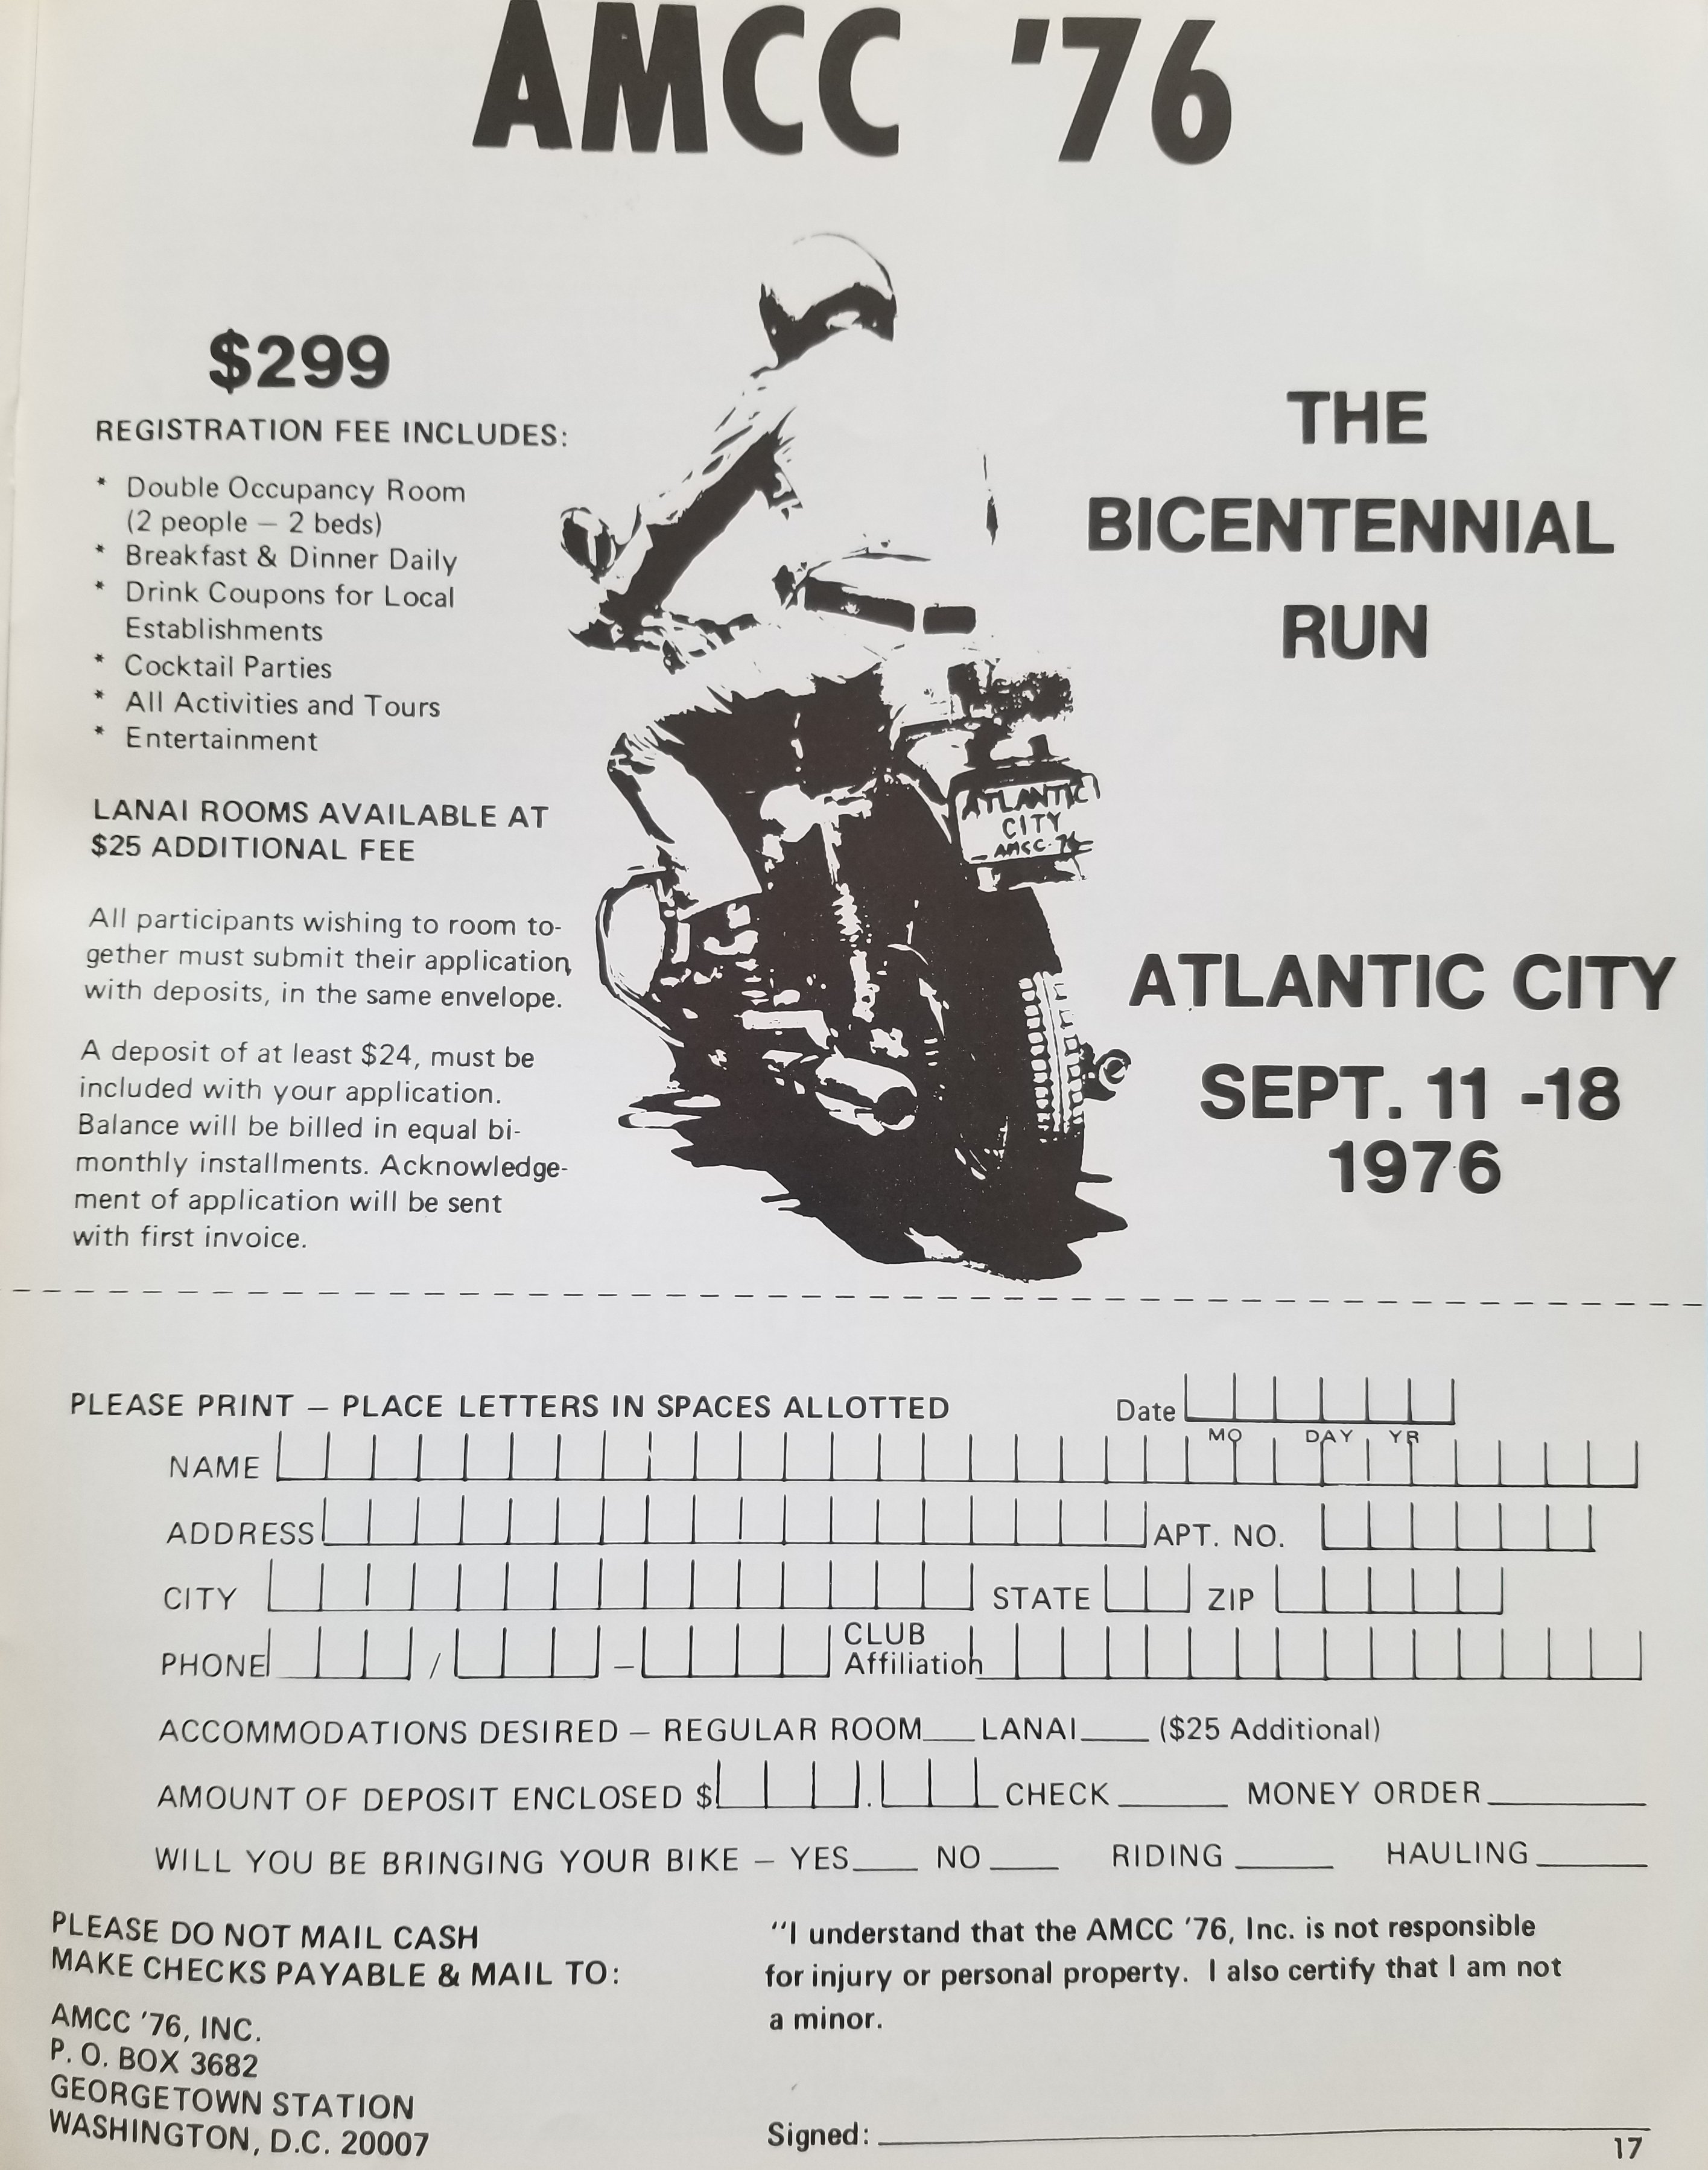 AMCC '76
$299
REGISTRATION FEE INCLUDES:
* Double Occupancy Room
(2 people – 2 beds)
* Breakfast & Dinner Daily
* Drink Coupons for Local
Establishments
* Cocktail Parties
* All Activities and Tours
* Entertainment
LANAI ROOMS AVAILABLE AT
$25 ADDITIONAL FEE
All participants wishing to room to-
gether must submit their application,
with deposits, in the same envelope.
A deposit of at least $24, must be
included with your application.
Balance will be billed in equal bi-
monthly installments. Acknowledge-
ment of application will be sent
with first invoice.
ATLANTIC
CITY
AMCC-76
THE
BICENTENNIAL
RUN
ATLANTIC CITY
SEPT. 11 -18
1976
PLEASE PRINT – PLACE LETTERS IN SPACES ALLOTTED Date
MO DAY YR
NAME
ADDRESS APT. NO.
CITY STATE ZIP
PHONE / – CLUB
Affiliation
ACCOMMODATIONS DESIRED – REGULAR ROOM___ LANAI____ ($25 Additional)
AMOUNT OF DEPOSIT ENCLOSED $ . CHECK ______ MONEY ORDER_________
WILL YOU BE BRINGING YOUR BIKE – YES____ NO ____ RIDING ______ HAULING ______
PLEASE DO NOT MAIL CASH
MAKE CHECKS PAYABLE & MAIL TO:
AMCC '76, INC.
P. O. BOX 3682
GEORGETOWN STATION
WASHINGTON, D.C. 20007
"I understand that the AMCC '76, Inc. is not responsible
for injury or personal property. I also certify that I am not
a minor.
Signed: ______________________________
17